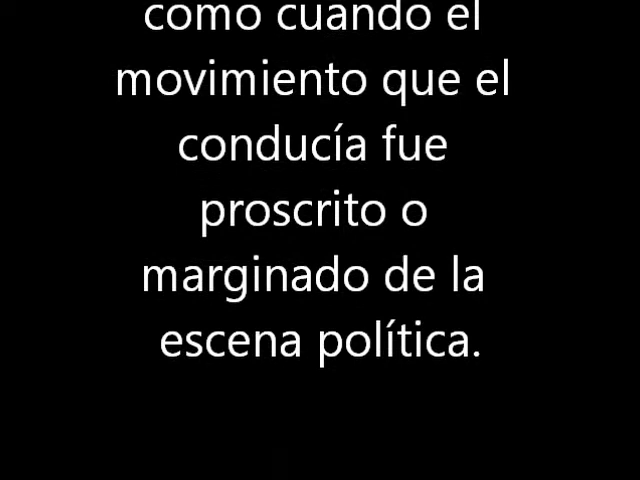 como cuando el
movimiento que el
conducía fue
proscrito o
marginado de la
escena política.